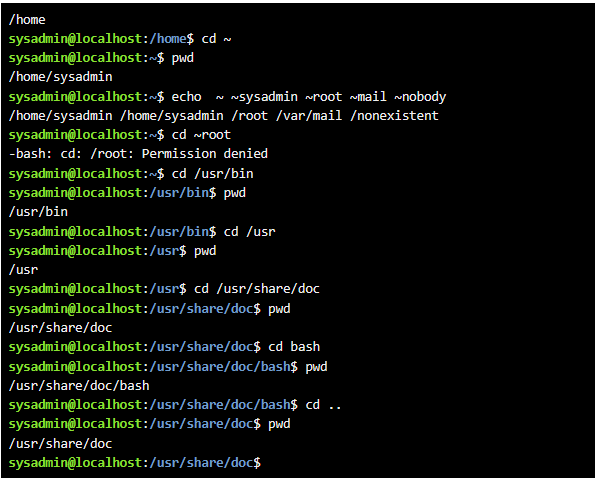 /home
sysadmin@localhost:/home$ cd ~
sysadmin@localhost:~$ pwd
/home/sysadmin
sysadmin@localhost:~$ echo  ~ ~sysadmin ~root ~mail ~nobody
/home/sysadmin /home/sysadmin /root /var/mail /nonexistent
sysadmin@localhost:~$ cd ~root
-bash: cd: /root: Permission denied
sysadmin@localhost:~$ cd /usr/bin
sysadmin@localhost:/usr/bin$ pwd
/usr/bin
sysadmin@localhost:/usr/bin$ cd /usr
sysadmin@localhost:/usr$ pwd
/usr
sysadmin@localhost:/usr$ cd /usr/share/doc
sysadmin@localhost:/usr/share/doc$ pwd
/usr/share/doc
sysadmin@localhost:/usr/share/doc$ cd bash
sysadmin@localhost:/usr/share/doc/bash$ pwd
/usr/share/doc/bash
sysadmin@localhost:/usr/share/doc/bash$ cd ..
sysadmin@localhost:/usr/share/doc$ pwd
/usr/share/doc
sysadmin@localhost:/usr/share/doc$